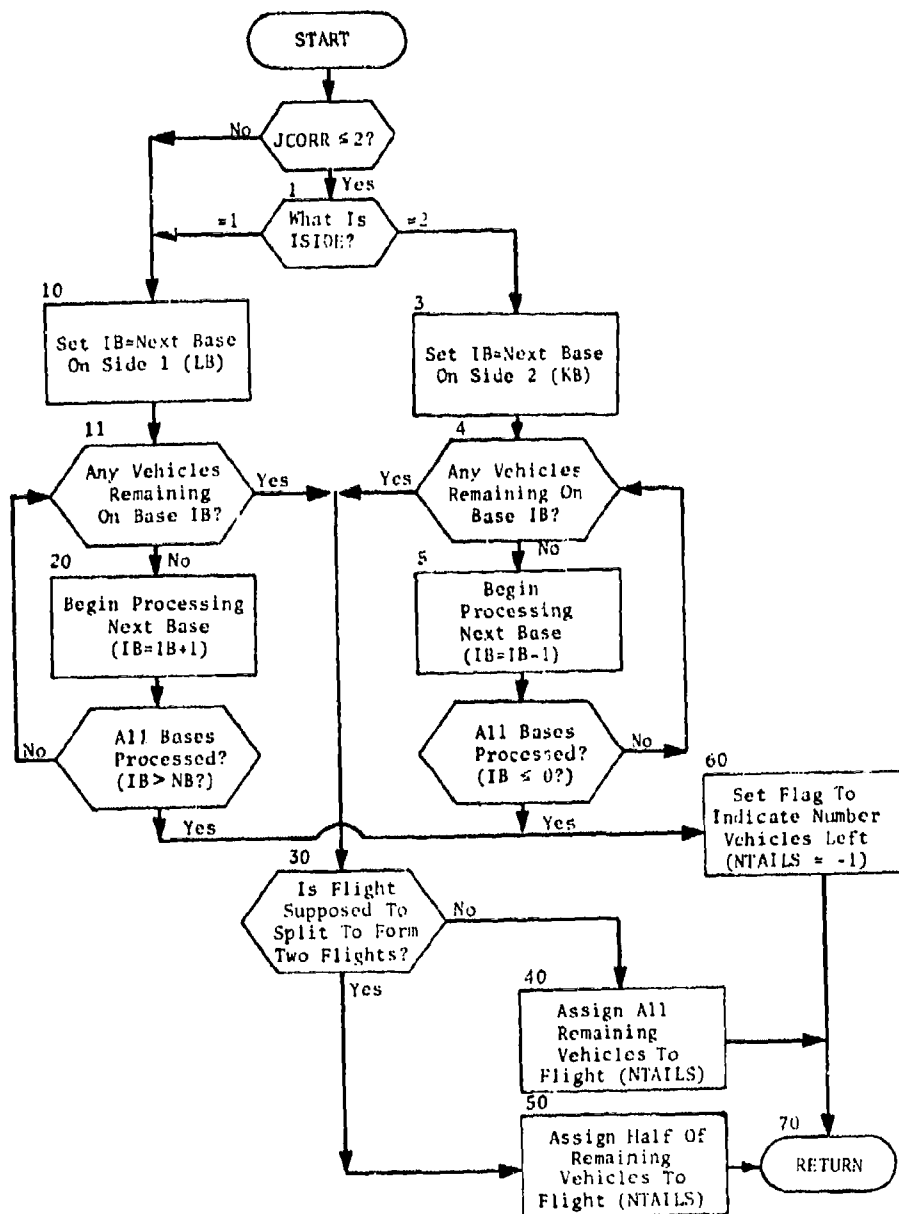 START
JCORR ≤ 2?
No
Yes
1
What Is
ISIDE?
=1
=2
10
Set IB=Next Base
On Side 1 (LB)
3
Set IB=Next Base
On Side 2 (KB)
11
Any Vehicles
Remaining
On Base IB?
Yes
No
4
Any Vehicles
Remaining On
Base IB?
Yes
No
20
Begin Processing
Next Base
(IB=IB+1)
5
Begin
Processing
Next Base
(IB=IB-1)
All Bases
Processed?
(IB > NB?)
No
Yes
All Bases
Processed?
(IB ≤ 0?)
No
Yes
60
Set Flag To
Indicate Number
Vehicles Left
(NTAILS = -1)
30
Is Flight
Supposed To
Split To Form
Two Flights?
No
Yes
40
Assign All
Remaining
Vehicles To
Flight (NTAILS)
50
Assign Half Of
Remaining
Vehicles To
Flight (NTAILS)
70
RETURN